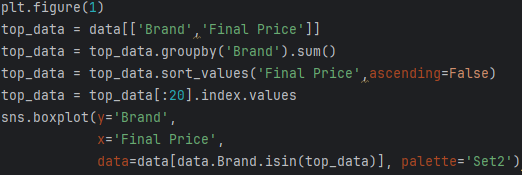 plt.figure(1)
top_data = data[['Brand','Final Price']]
top_data = top_data.groupby('Brand').sum()
top_data = top_data.sort_values('Final Price',ascending=False)
top_data = top_data[:20].index.values
sns.boxplot(y='Brand',
            x='Final Price',
            data=data[data.Brand.isin(top_data)], palette='Set2')